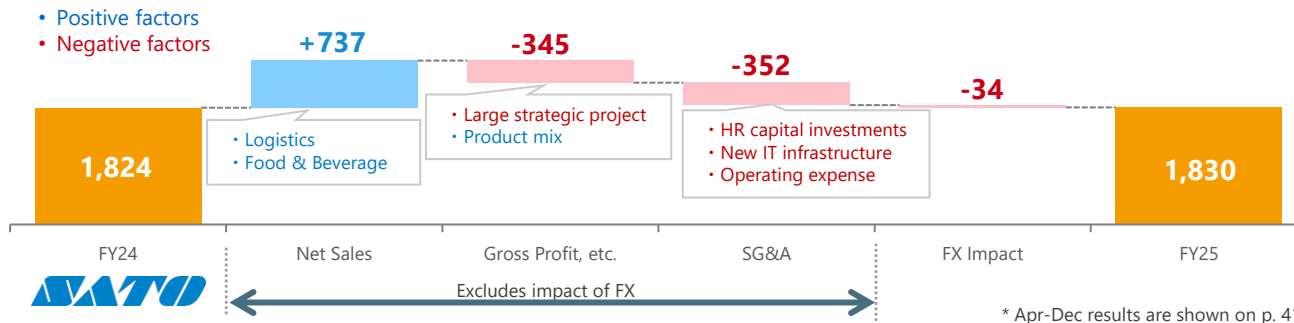 • Positive factors
• Negative factors
+737
-345
-352
-34
・Large strategic project
・Product mix
・HR capital investments
・New IT infrastructure
・Operating expense
・Logistics
・Food & Beverage
1,824
1,830
FY24
Net Sales
Gross Profit, etc.
SG&A
FX Impact
FY25
SATO
Excludes impact of FX
* Apr-Dec results are shown on p.